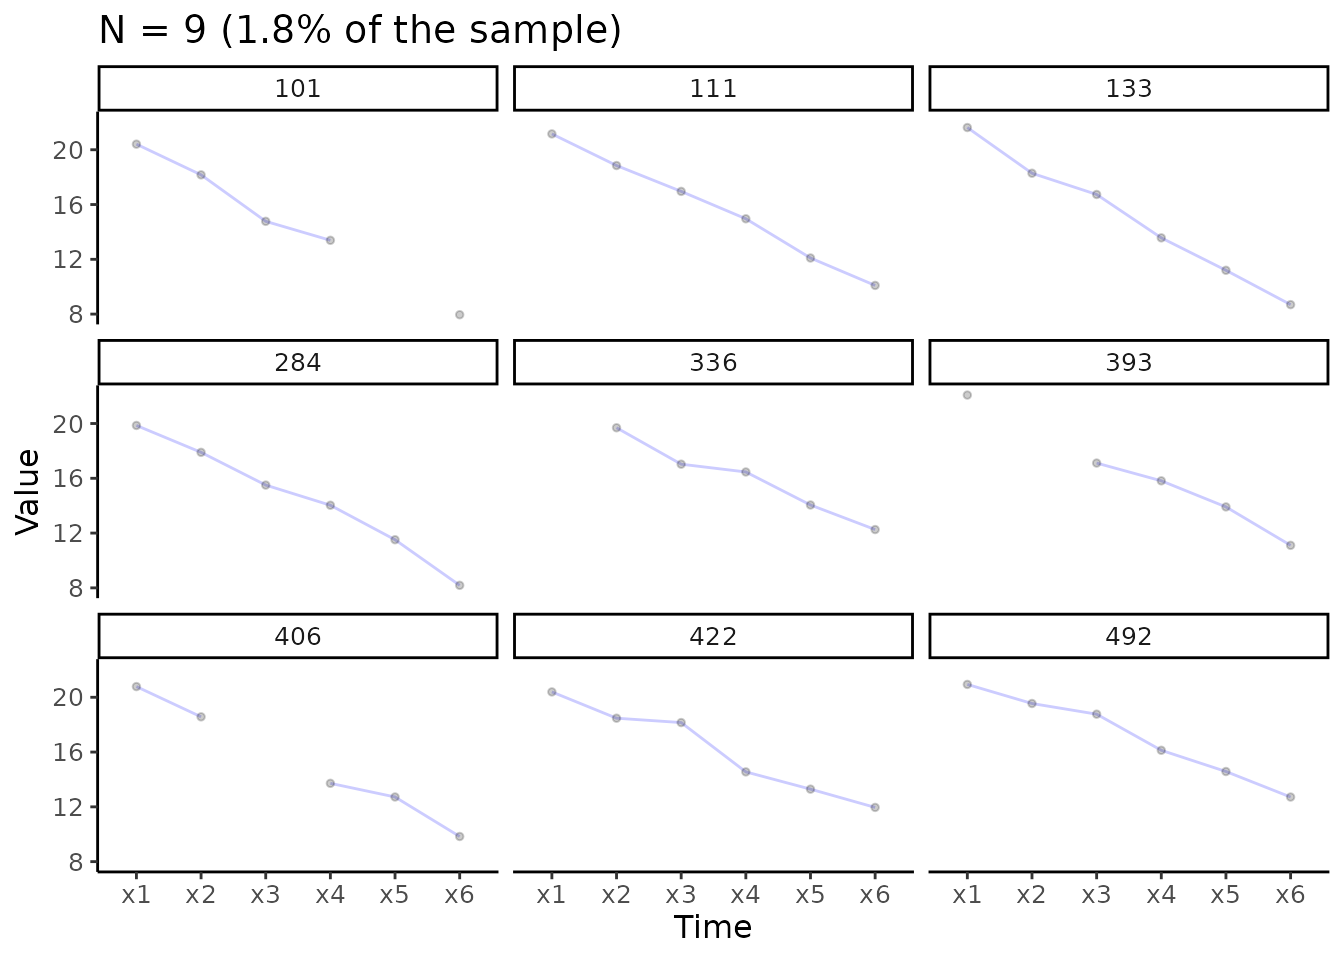 N = 9 (1.8% of the sample)
101 111 133
20
16
12
8
284 336 393
20
16
12
8
Value
406 422 492
20
16
12
8
x1 x2 x3 x4 x5 x6 x1 x2 x3 x4 x5 x6 x1 x2 x3 x4 x5 x6
Time